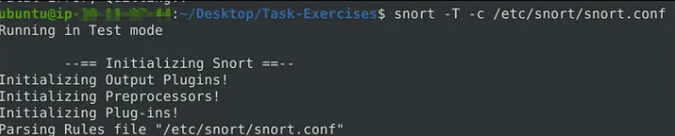 ubuntu@ip-            :~/Desktop/Task-Exercises$ snort -T -c /etc/snort/snort.conf
Running in Test mode
--== Initializing Snort ==--
Initializing Output Plugins!
Initializing Preprocessors!
Initializing Plug-ins!
Parsing Rules file "/etc/snort/snort.conf"